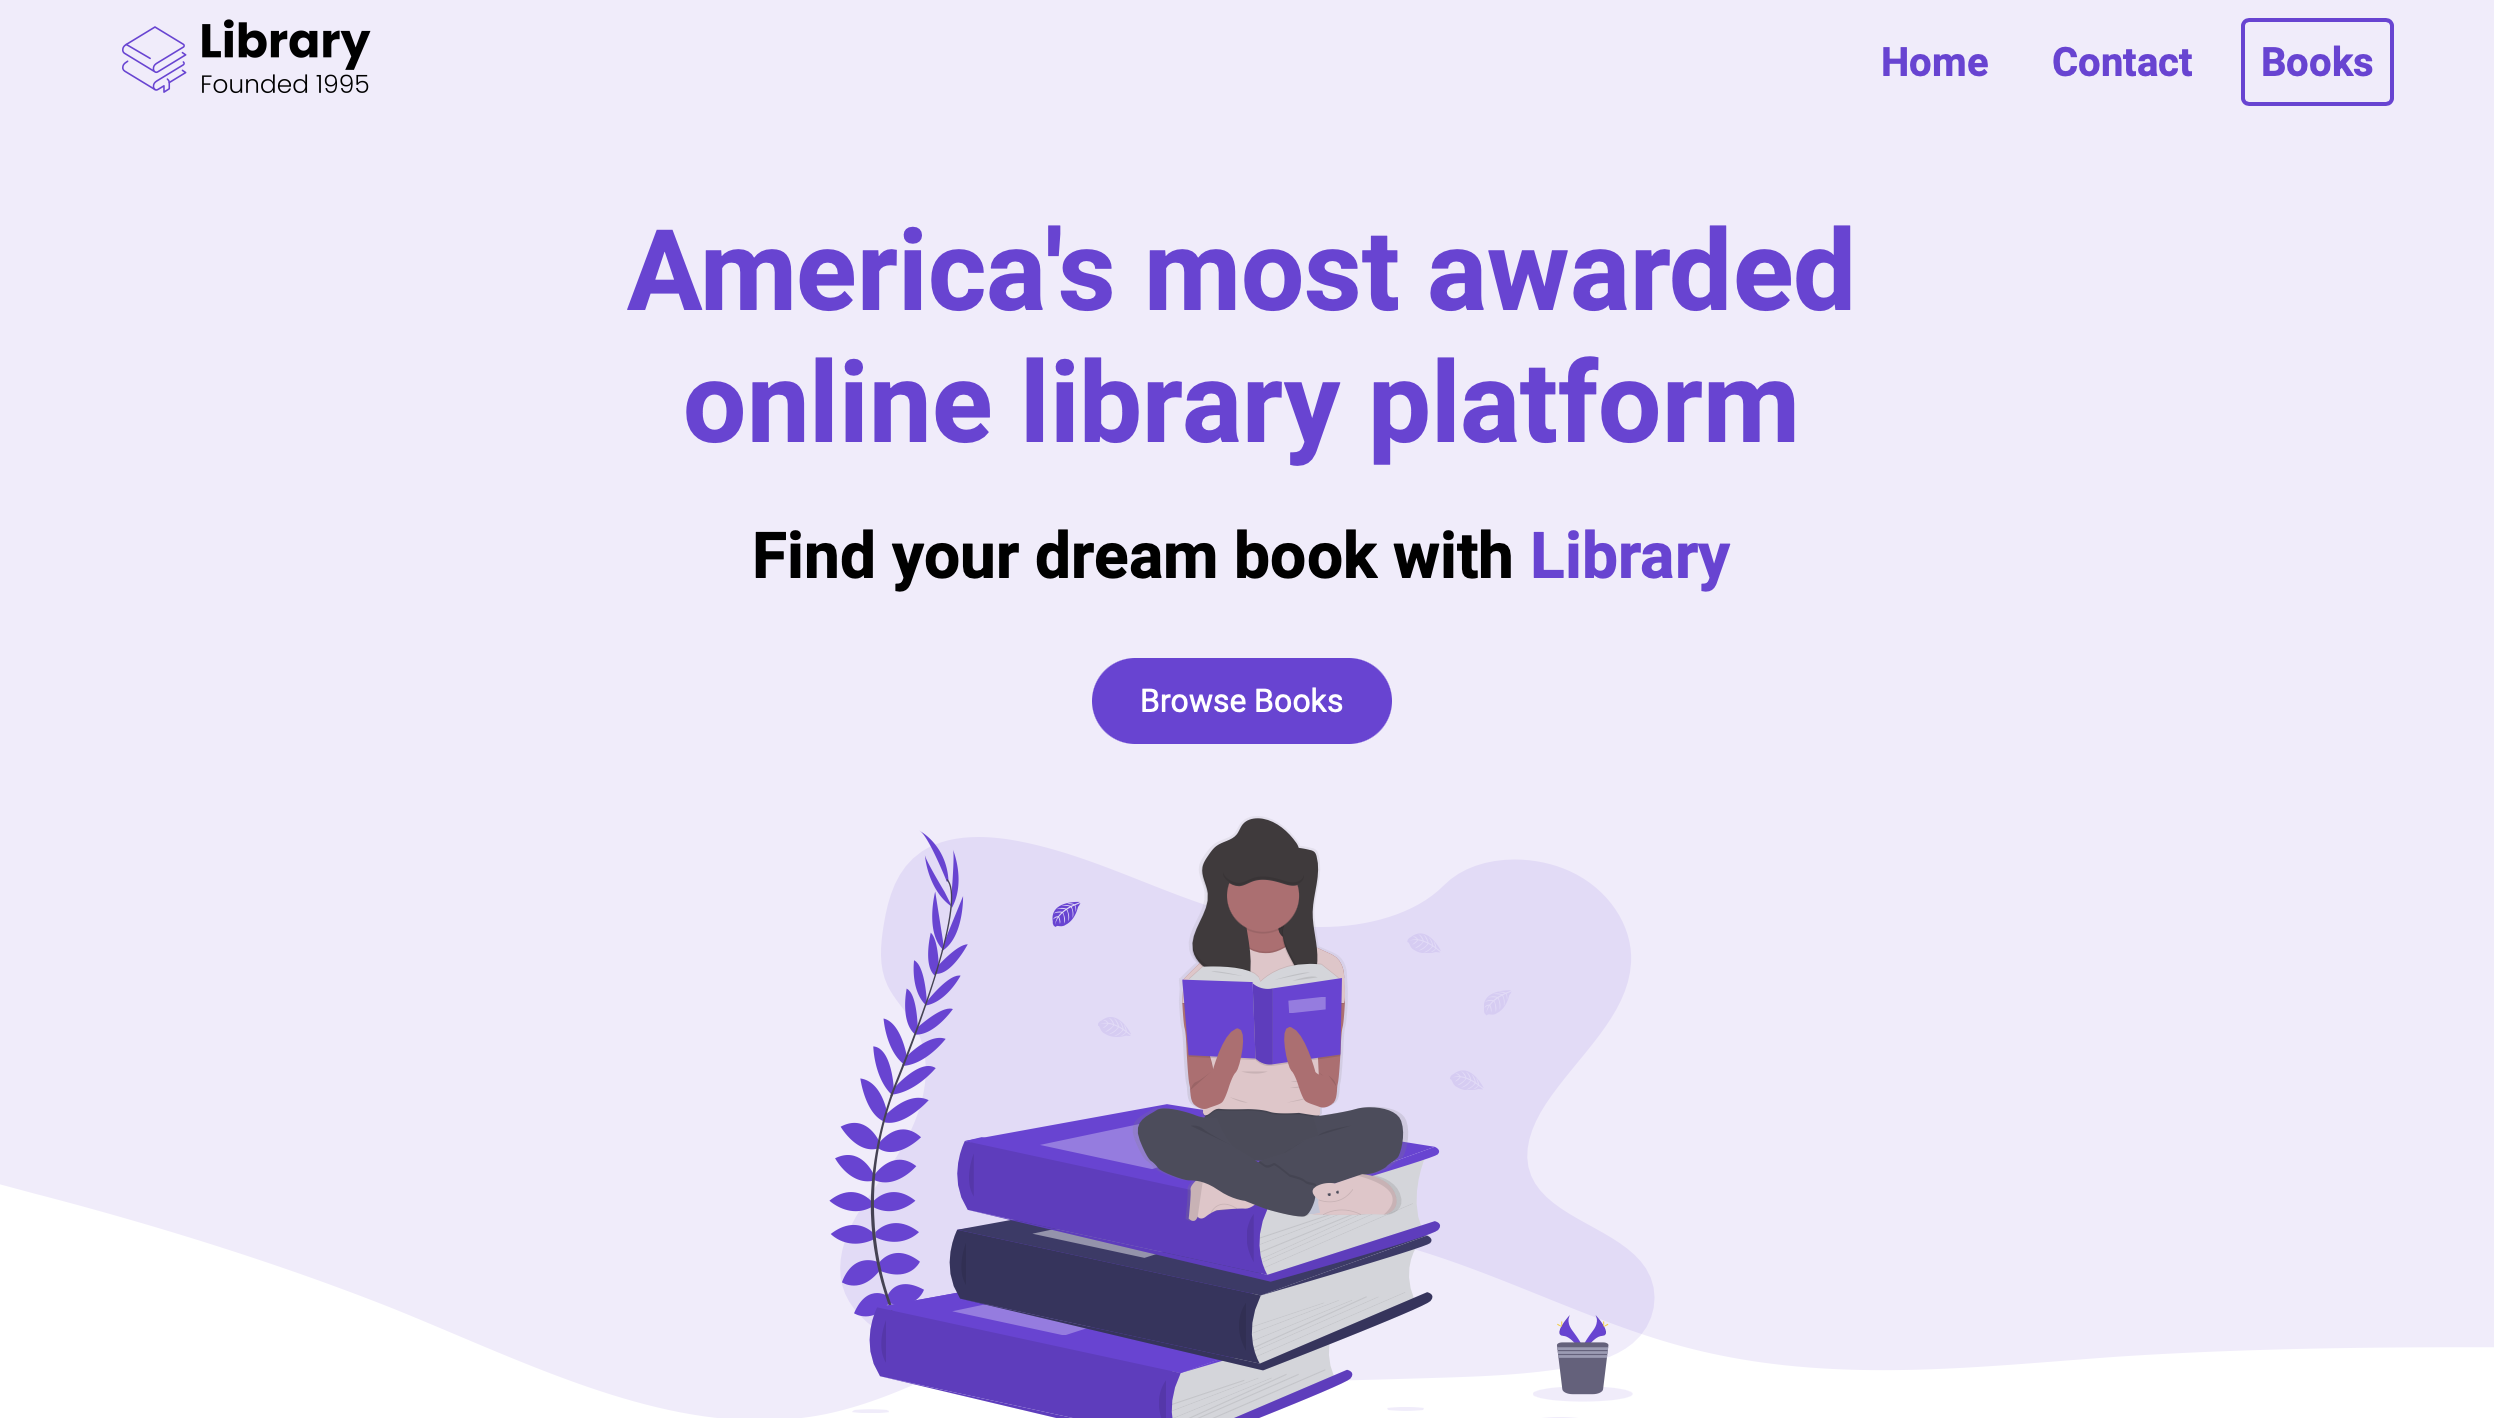 Library
Founded 1995
Home
Contact
Books
America's most awarded
online library platform
Find your dream book with Library
Browse Books